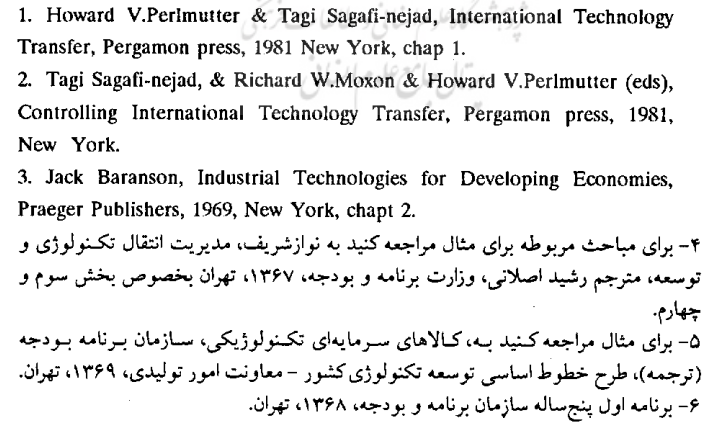 1. Howard V.Perlmutter & Tagi Sagafi-nejad, International Technology
Transfer, Pergamon press, 1981 New York, chap 1.
2. Tagi Sagafi-nejad, & Richard W.Moxon & Howard V.Perlmutter (eds),
Controlling International Technology Transfer, Pergamon press, 1981,
New York.
3. Jack Baranson, Industrial Technologies for Developing Economies,
Praeger Publishers, 1969, New York, chapt 2.
۴- برای مباحث مربوطه برای مثال مراجعه کنید به نوازشریف، مدیریت انتقال تکنولوژی و
توسعه، مترجم رشید اصلانی، وزارت برنامه و بودجه، ۱۳۶۷، تهران بخصوص بخش سوم و
چهارم.
۵- برای مثال مراجعه کنید به، کالاهای سرمایه‌ای تکنولوژیکی، سازمان برنامه بودجه
(ترجمه)، طرح خطوط اساسی توسعه تکنولوژی کشور - معاونت امور تولیدی، ۱۳۶۹، تهران.
۶- برنامه اول پنج‌ساله سازمان برنامه و بودجه، ۱۳۶۸، تهران.